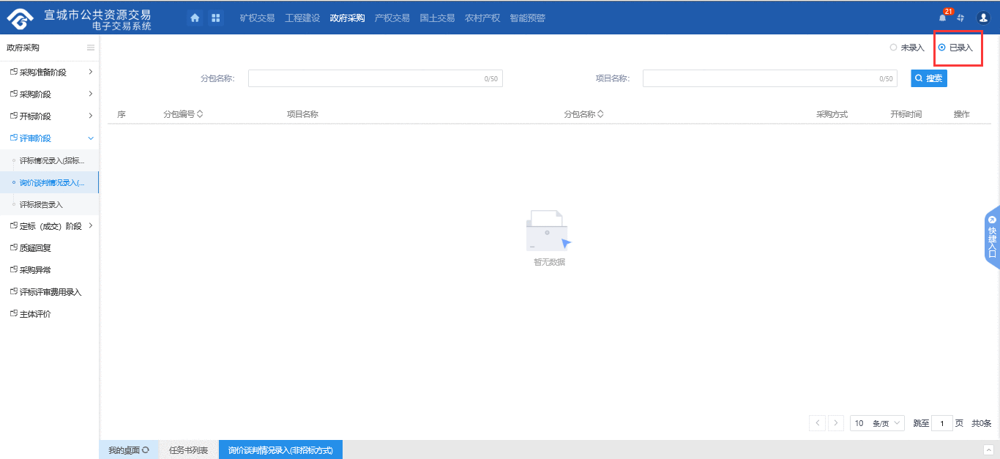 宣城市公共资源交易
电子交易系统
矿权交易 工程建设 政府采购 产权交易 国土交易 农村产权 智能预警
21
政府采购
未录入 已录入
采购准备阶段
采购阶段
开标阶段
评审阶段
评标情况录入(招标...
询价谈判情况录入(...
评标报告录入
定标（成交）阶段
质疑回复
采购异常
评标评审费用录入
主体评价
分包名称: 0/50 项目名称: 0/50 搜索
序 分包编号 项目名称 分包名称 采购方式 开标时间 操作
暂无数据
快捷入口
10 条/页 跳至 1 页 共0条
我的桌面 任务书列表 询价谈判情况录入(非招标方式)